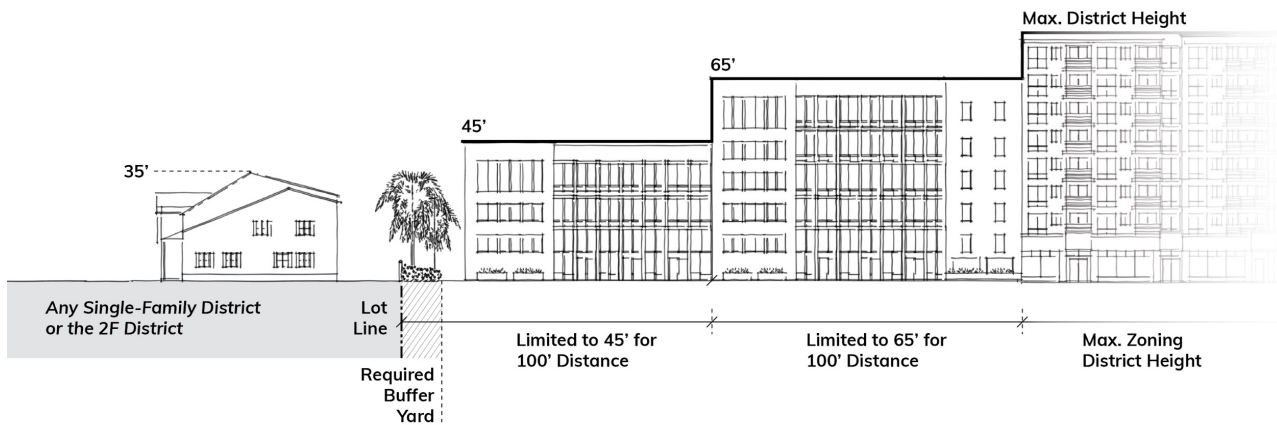 Max. District Height
65’
45’
35’
Any Single-Family District
or the 2F District
Lot
Line
Required
Buffer
Yard
Limited to 45’ for
100’ Distance
Limited to 65’ for
100’ Distance
Max. Zoning
District Height